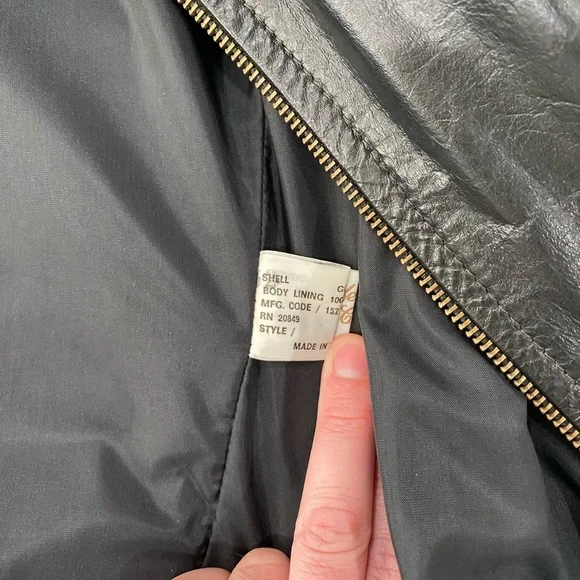 SHELL G
BODY LINING 100
MFG. CODE / 157
RN 20849
STYLE /
MADE IN